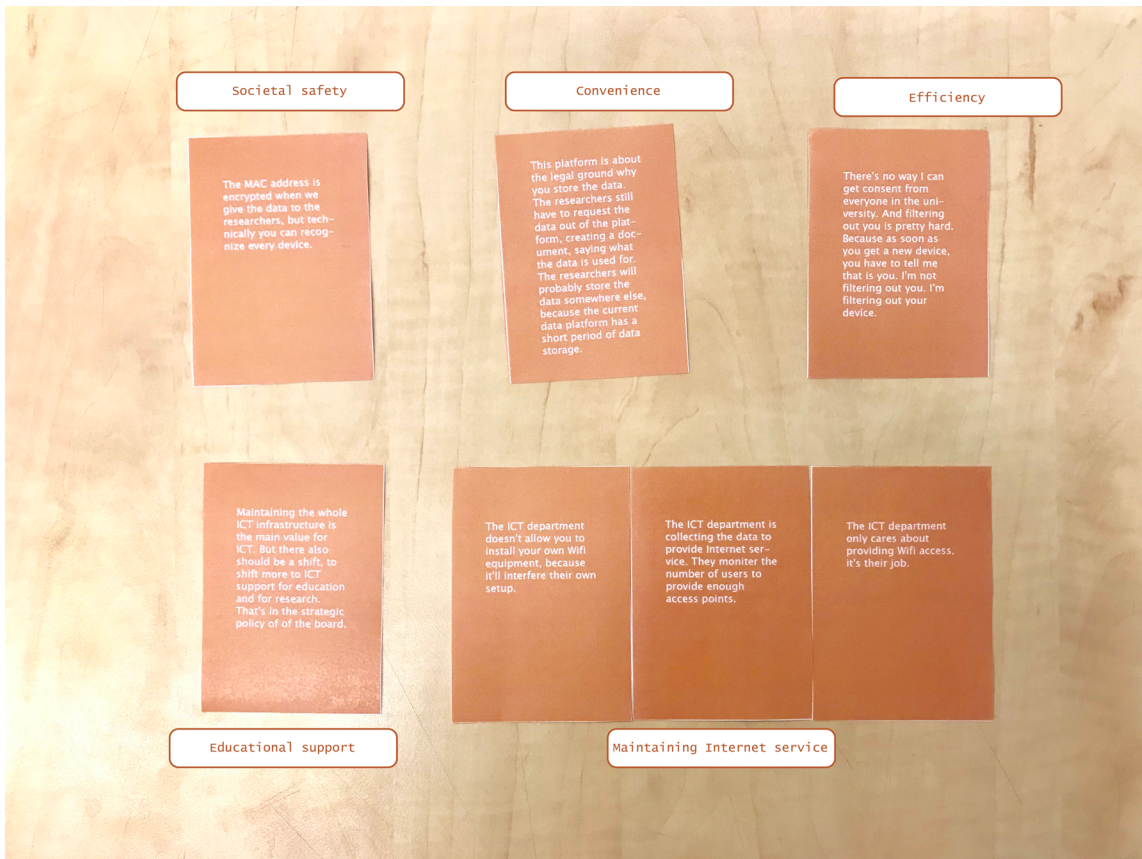 Societal safety
Convenience
Efficiency
The MAC address is
encrypted when we
give the data to the
researchers, but tech-
nically you can recog-
nize every device.
This platform is about
the legal ground why
you store the data.
The researchers still
have to request the
data out of the plat-
form, creating a doc-
ument, saying what
the data is used for.
The researchers will
probably store the
data somewhere else,
because the current
data platform has a
short period of data
storage.
There's no way I can
get consent from
everyone in the uni-
versity. And filtering
out you is pretty hard.
Because as soon as
you get a new device,
you have to tell me
that is you. I'm not
filtering out you. I'm
filtering out your
device.
Maintaining the whole
ICT infrastructure is
the main value for
ICT. But there also
should be a shift, to
shift more to ICT
support for education
and for research.
That's in the strategic
policy of of the board.
The ICT department
doesn't allow you to
install your own Wifi
equipment, because
it'll interfere their own
setup.
The ICT department is
collecting the data to
provide Internet ser-
vice. They moniter the
number of users to
provide enough
access points.
The ICT department
only cares about
providing Wifi access,
it's their job.
Educational support
Maintaining Internet service